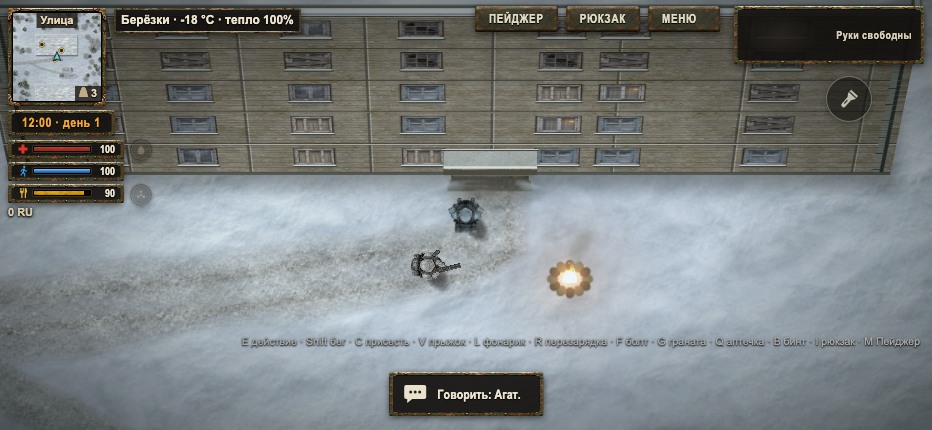 Улица
Берёзки · -18 °C · тепло 100%
ПЕЙДЖЕР
РЮКЗАК
МЕНЮ
Руки свободны
3
12:00 · день 1
100
100
90
0 RU
E действие · Shift бег · C присесть · V прыжок · L фонарик · R перезарядка · F болт · G граната · Q аптечка · B бинт · I рюкзак · M Пейджер
Говорить: Агат.